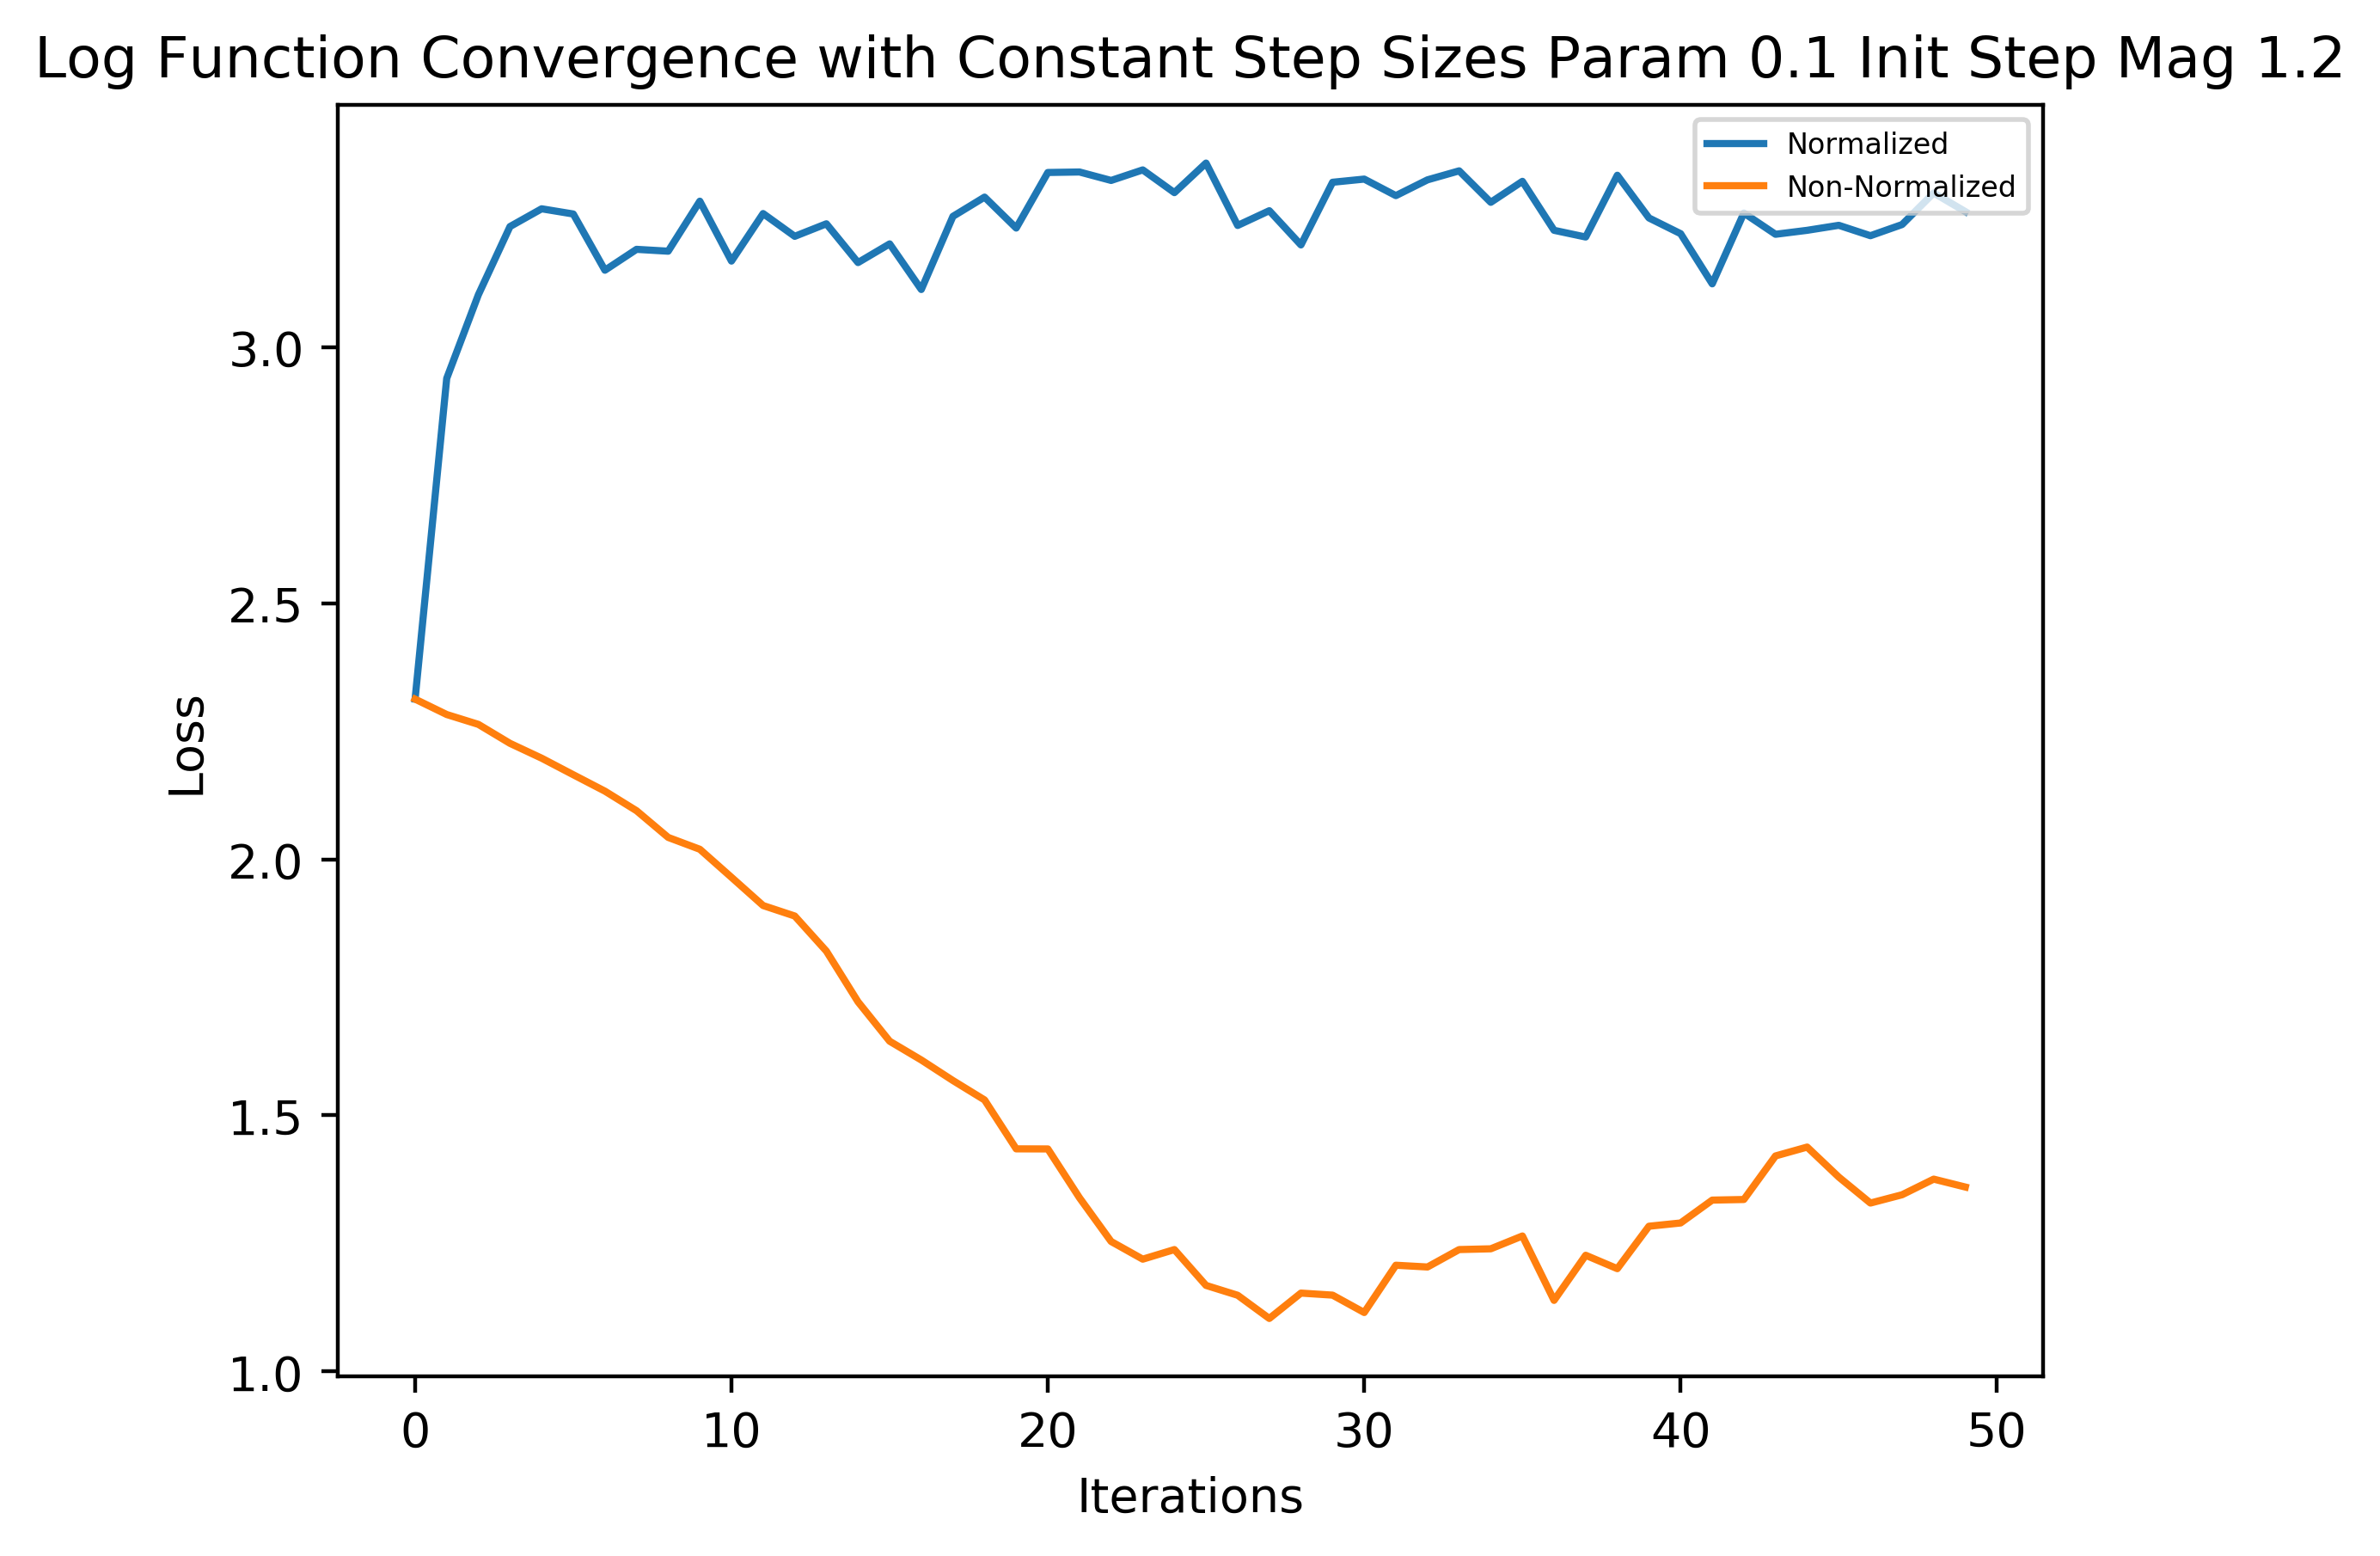 Log Function Convergence with Constant Step Sizes Param 0.1 Init Step Mag 1.2
Normalized
Non-Normalized
3.0
2.5
2.0
1.5
1.0
Loss
0 10 20 30 40 50
Iterations